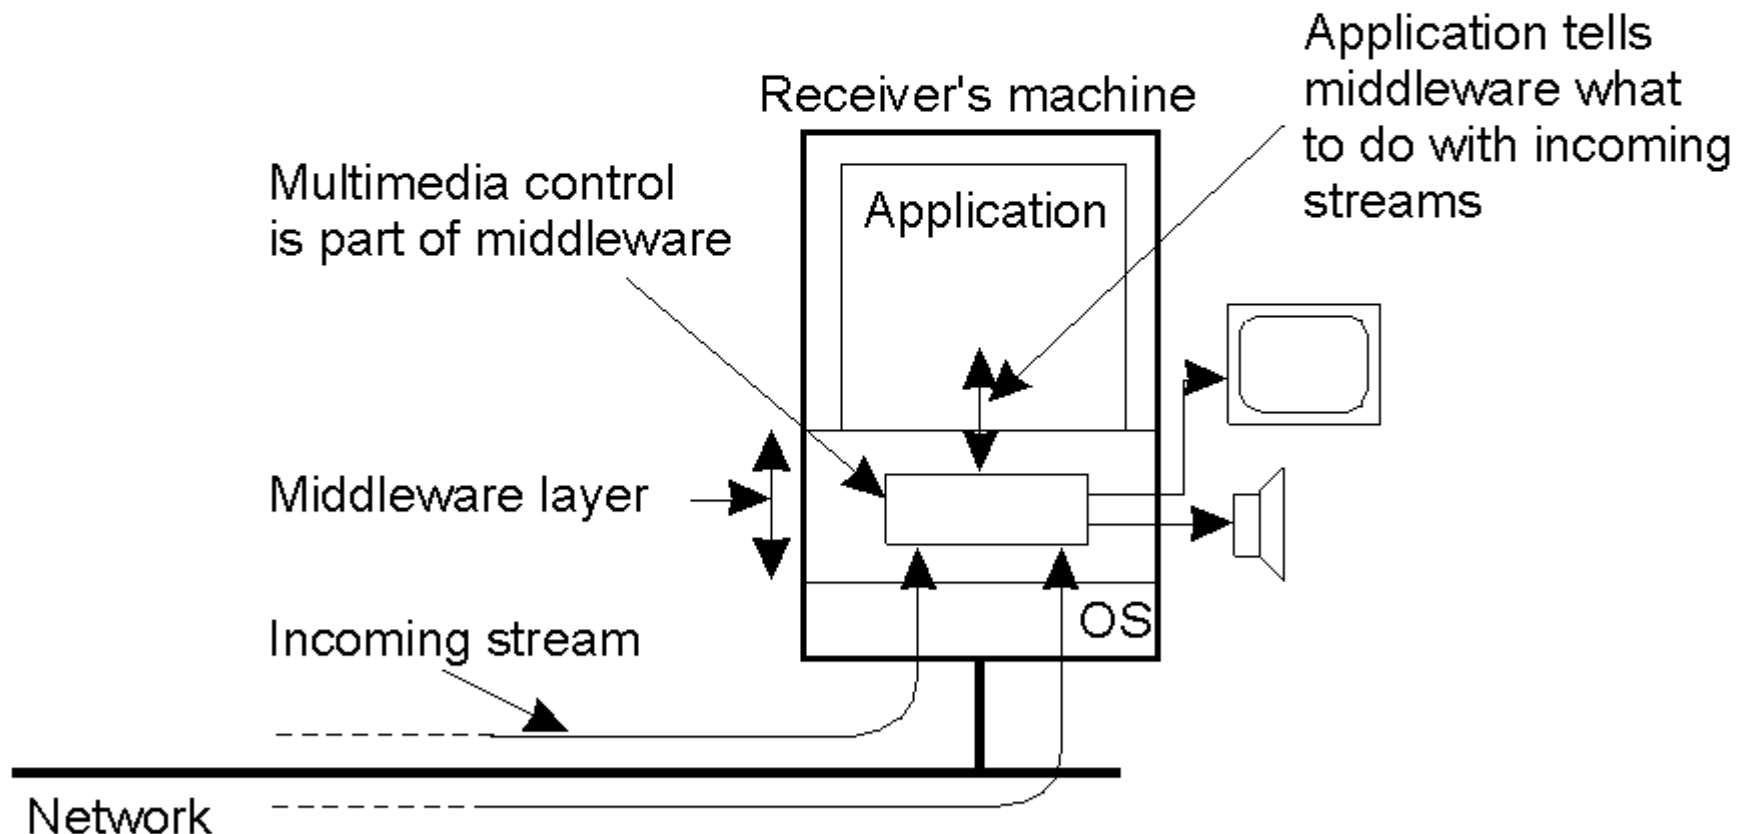 Receiver's machine
Application tells
middleware what
to do with incoming
streams
Multimedia control
is part of middleware
Application
Middleware layer
OS
Incoming stream
Network